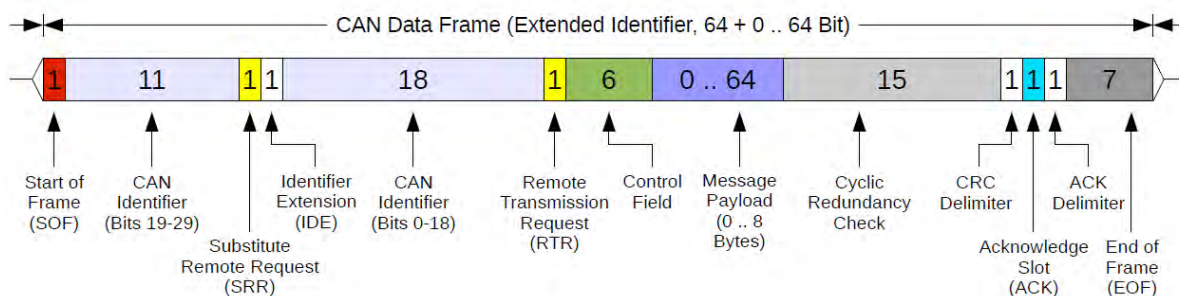 CAN Data Frame (Extended Identifier, 64 + 0 .. 64 Bit)
1 11 1 1 18 1 6 0 .. 64 15 1 1 1 7
Start of
Frame
(SOF)
CAN
Identifier
(Bits 19-29)
Substitute
Remote Request
(SRR)
Identifier
Extension
(IDE)
CAN
Identifier
(Bits 0-18)
Remote
Transmission
Request
(RTR)
Control
Field
Message
Payload
(0 .. 8
Bytes)
Cyclic
Redundancy
Check
CRC
Delimiter
Acknowledge
Slot
(ACK)
ACK
Delimiter
End of
Frame
(EOF)